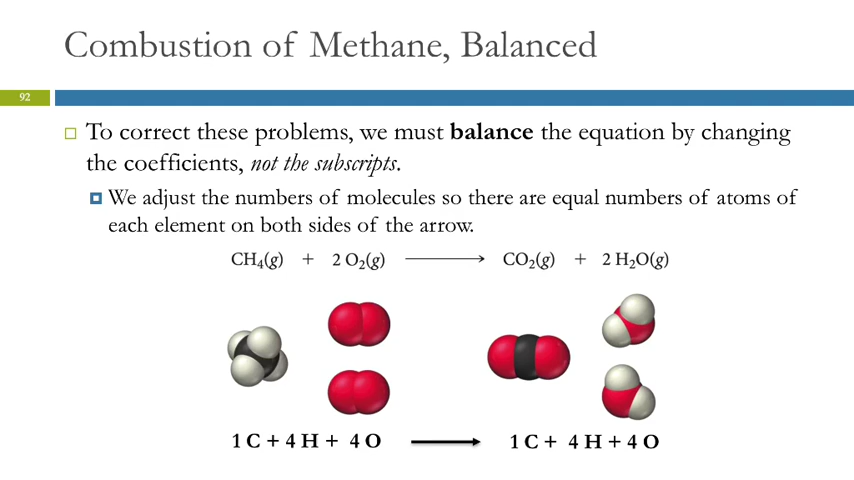 Combustion of Methane, Balanced
92
To correct these problems, we must balance the equation by changing
the coefficients, not the subscripts.
We adjust the numbers of molecules so there are equal numbers of atoms of
each element on both sides of the arrow.
CH₄(g) + 2 O₂(g) ⟶ CO₂(g) + 2 H₂O(g)
1 C + 4 H + 4 O ⟶ 1 C + 4 H + 4 O